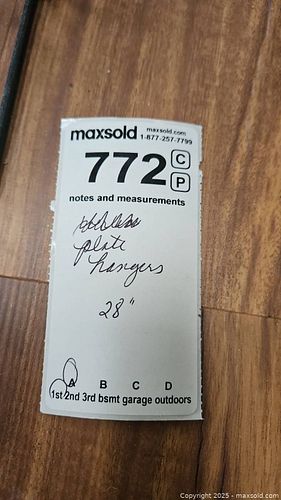 maxsold maxsold.com
1-877-257-7799
772 C
P
notes and measurements
plate
hangers
28"
A B C D
1st 2nd 3rd bsmt garage outdoors
Copyright 2025 - maxsold.com